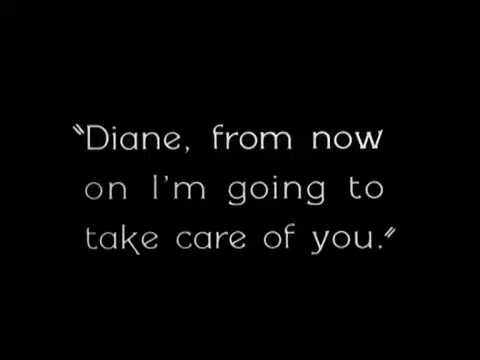 "Diane, from now
on I'm going to
take care of you."